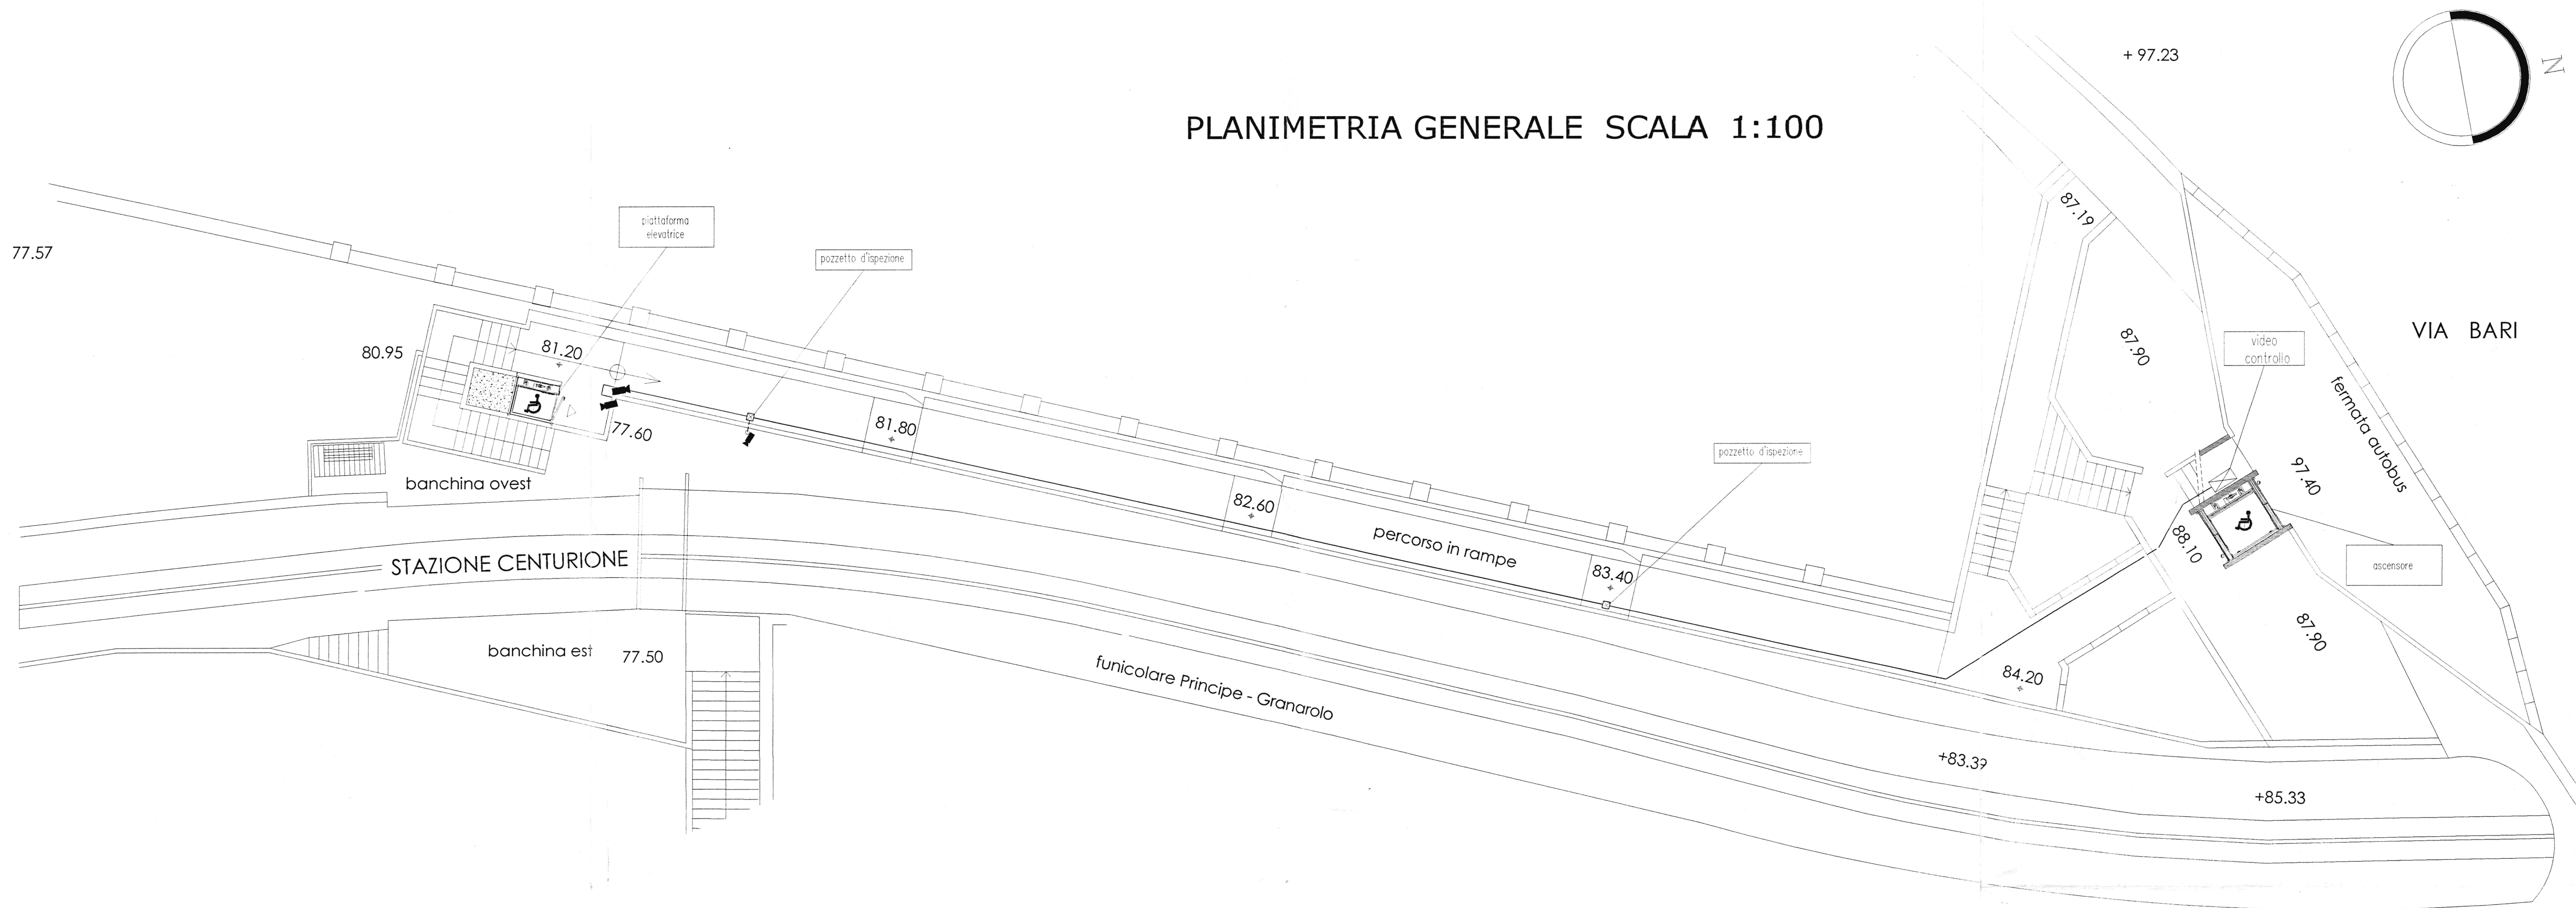 + 97.23
N
PLANIMETRIA GENERALE SCALA 1:100
77.57
piattaforma
elevatrice
pozzetto d'ispezione
87.19
VIA BARI
87.90
video
controllo
80.95
81.20
fermata autobus
77.60
81.80
97.40
banchina ovest
pozzetto d'ispezione
82.60
percorso in rampe
88.10
STAZIONE CENTURIONE
83.40
ascensore
banchina est
77.50
87.90
funicolare Principe - Granarolo
84.20
+83.39
+85.33